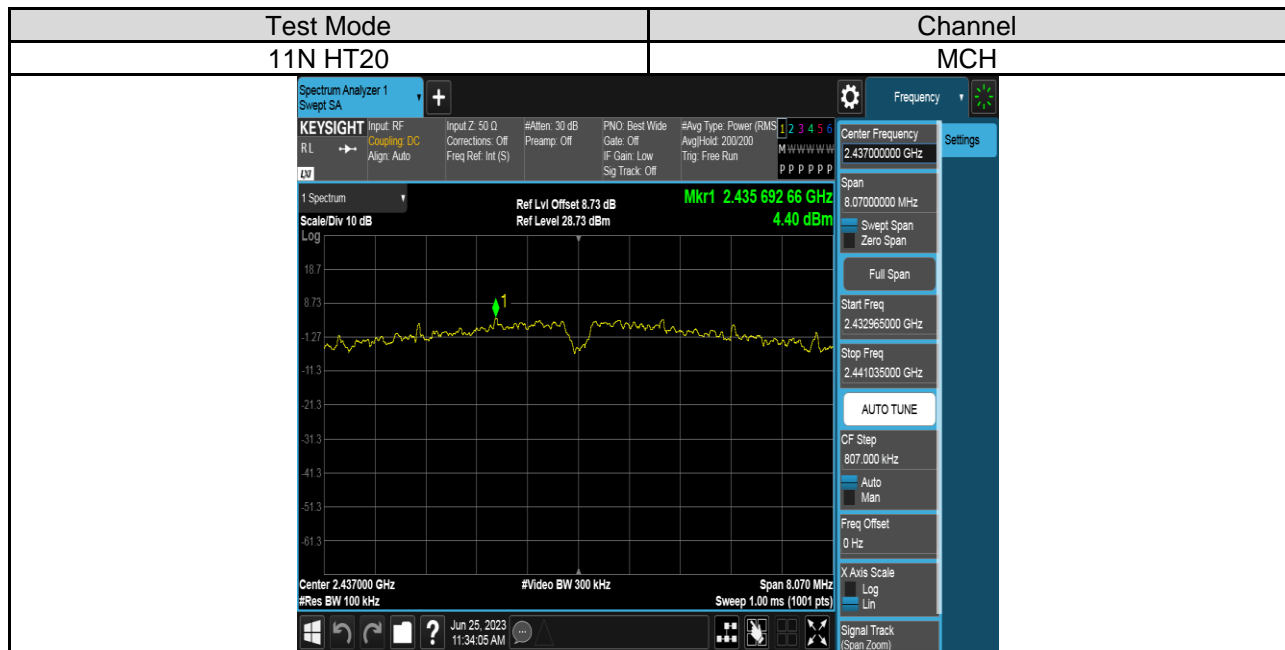 Test Mode Channel
11N HT20 MCH
Spectrum Analyzer 1
Swept SA
Frequency
KEYSIGHT
RL
LXI
Input: RF
Coupling: DC
Align: Auto
Input Z: 50 Ω
Corrections: Off
Freq Ref: Int (S)
#Atten: 30 dB
Preamp: Off
PNO: Best Wide
Gate: Off
IF Gain: Low
Sig Track: Off
#Avg Type: Power (RMS
Avg|Hold: 200/200
Trig: Free Run
1 2 3 4 5 6
M W W W W W
P P P P P P
1 Spectrum
Scale/Div 10 dB
Ref Lvl Offset 8.73 dB
Ref Level 28.73 dBm
Mkr1 2.435 692 66 GHz
4.40 dBm
Log
18.7
8.73
-1.27
-11.3
-21.3
-31.3
-41.3
-51.3
-61.3
1
Center 2.437000 GHz
#Res BW 100 kHz
#Video BW 300 kHz
Span 8.070 MHz
Sweep 1.00 ms (1001 pts)
Jun 25, 2023
11:34:05 AM
Center Frequency
2.437000000 GHz
Settings
Span
8.07000000 MHz
Swept Span
Zero Span
Full Span
Start Freq
2.432965000 GHz
Stop Freq
2.441035000 GHz
AUTO TUNE
CF Step
807.000 kHz
Auto
Man
Freq Offset
0 Hz
X Axis Scale
Log
Lin
Signal Track
(Span Zoom)